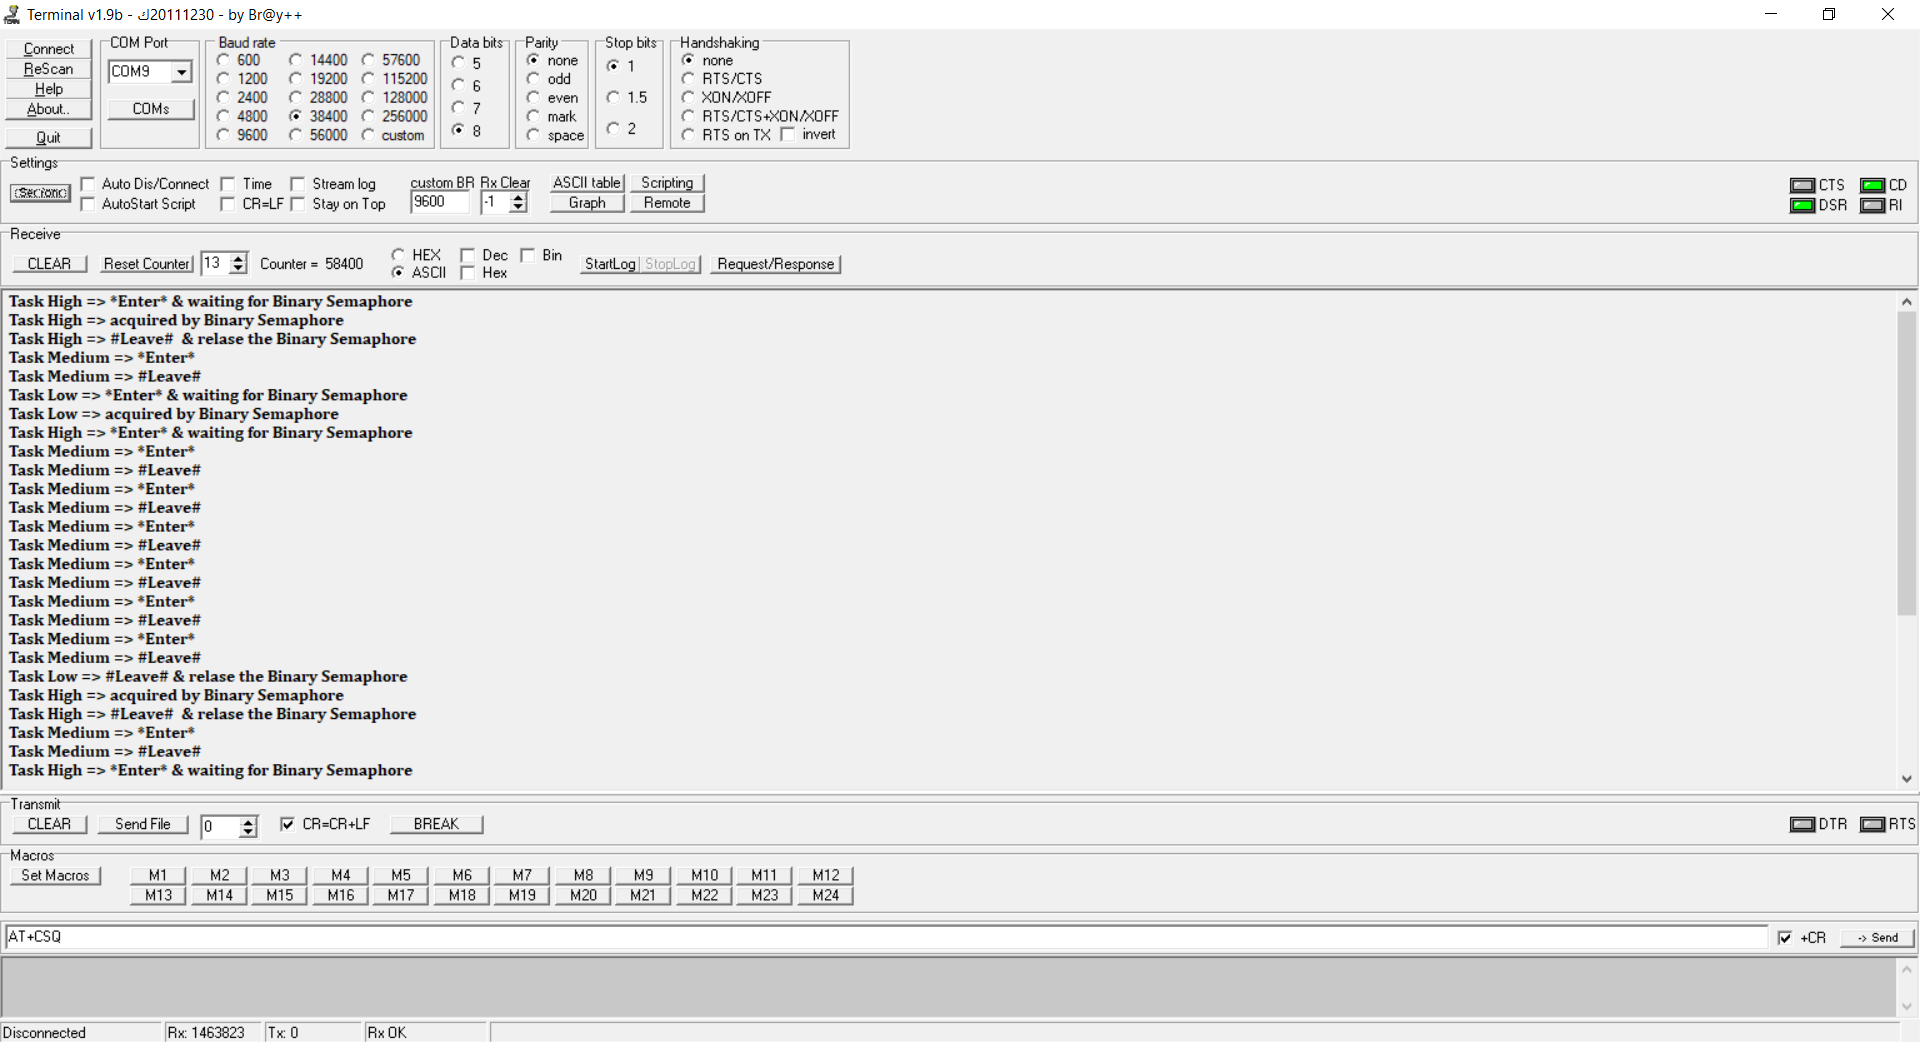 Terminal v1.9b - ك20111230 - by Br@y++
Connect
ReScan
Help
About..
Quit
COM Port
COM9
COMs
Baud rate
600 14400 57600
1200 19200 115200
2400 28800 128000
4800 38400 256000
9600 56000 custom
Data bits
5
6
7
8
Parity
none
odd
even
mark
space
Stop bits
1
1.5
2
Handshaking
none
RTS/CTS
XON/XOFF
RTS/CTS+XON/XOFF
RTS on TX invert
Settings
Auto Dis/Connect Time Stream log custom BR Rx Clear ASCII table Scripting CTS CD
AutoStart Script CR=LF Stay on Top 9600 -1 Graph Remote DSR RI
Receive
CLEAR Reset Counter 13 Counter = 58400 HEX Dec Bin StartLog StopLog Request/Response
ASCII Hex
Task High => *Enter* & waiting for Binary Semaphore
Task High => acquired by Binary Semaphore
Task High => #Leave#  & relase the Binary Semaphore
Task Medium => *Enter*
Task Medium => #Leave#
Task Low => *Enter* & waiting for Binary Semaphore
Task Low => acquired by Binary Semaphore
Task High => *Enter* & waiting for Binary Semaphore
Task Medium => *Enter*
Task Medium => #Leave#
Task Medium => *Enter*
Task Medium => #Leave#
Task Medium => *Enter*
Task Medium => #Leave#
Task Medium => *Enter*
Task Medium => #Leave#
Task Medium => *Enter*
Task Medium => #Leave#
Task Medium => *Enter*
Task Medium => #Leave#
Task Low => #Leave# & relase the Binary Semaphore
Task High => acquired by Binary Semaphore
Task High => #Leave#  & relase the Binary Semaphore
Task Medium => *Enter*
Task Medium => #Leave#
Task High => *Enter* & waiting for Binary Semaphore
Transmit
CLEAR Send File 0 CR=CR+LF BREAK DTR RTS
Macros
Set Macros M1 M2 M3 M4 M5 M6 M7 M8 M9 M10 M11 M12
M13 M14 M15 M16 M17 M18 M19 M20 M21 M22 M23 M24
AT+CSQ +CR -> Send
Disconnected Rx: 1463823 Tx: 0 Rx OK